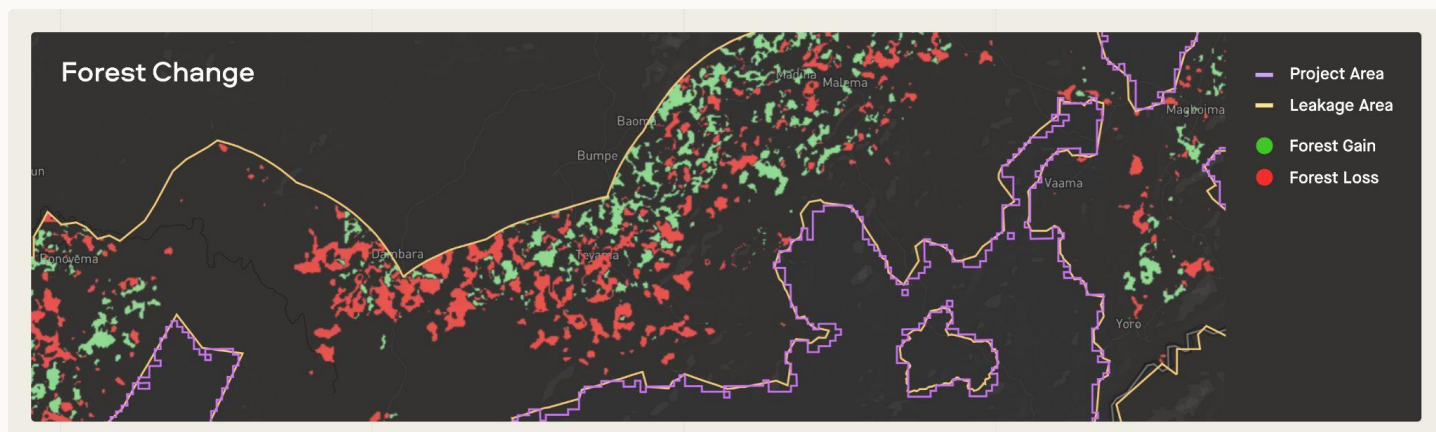 Forest Change
Project Area
Leakage Area
Forest Gain
Forest Loss
Madina
Malema
Baoma
Magboima
Bumpe
un
Vaama
Dambara
Teyama
Yoro